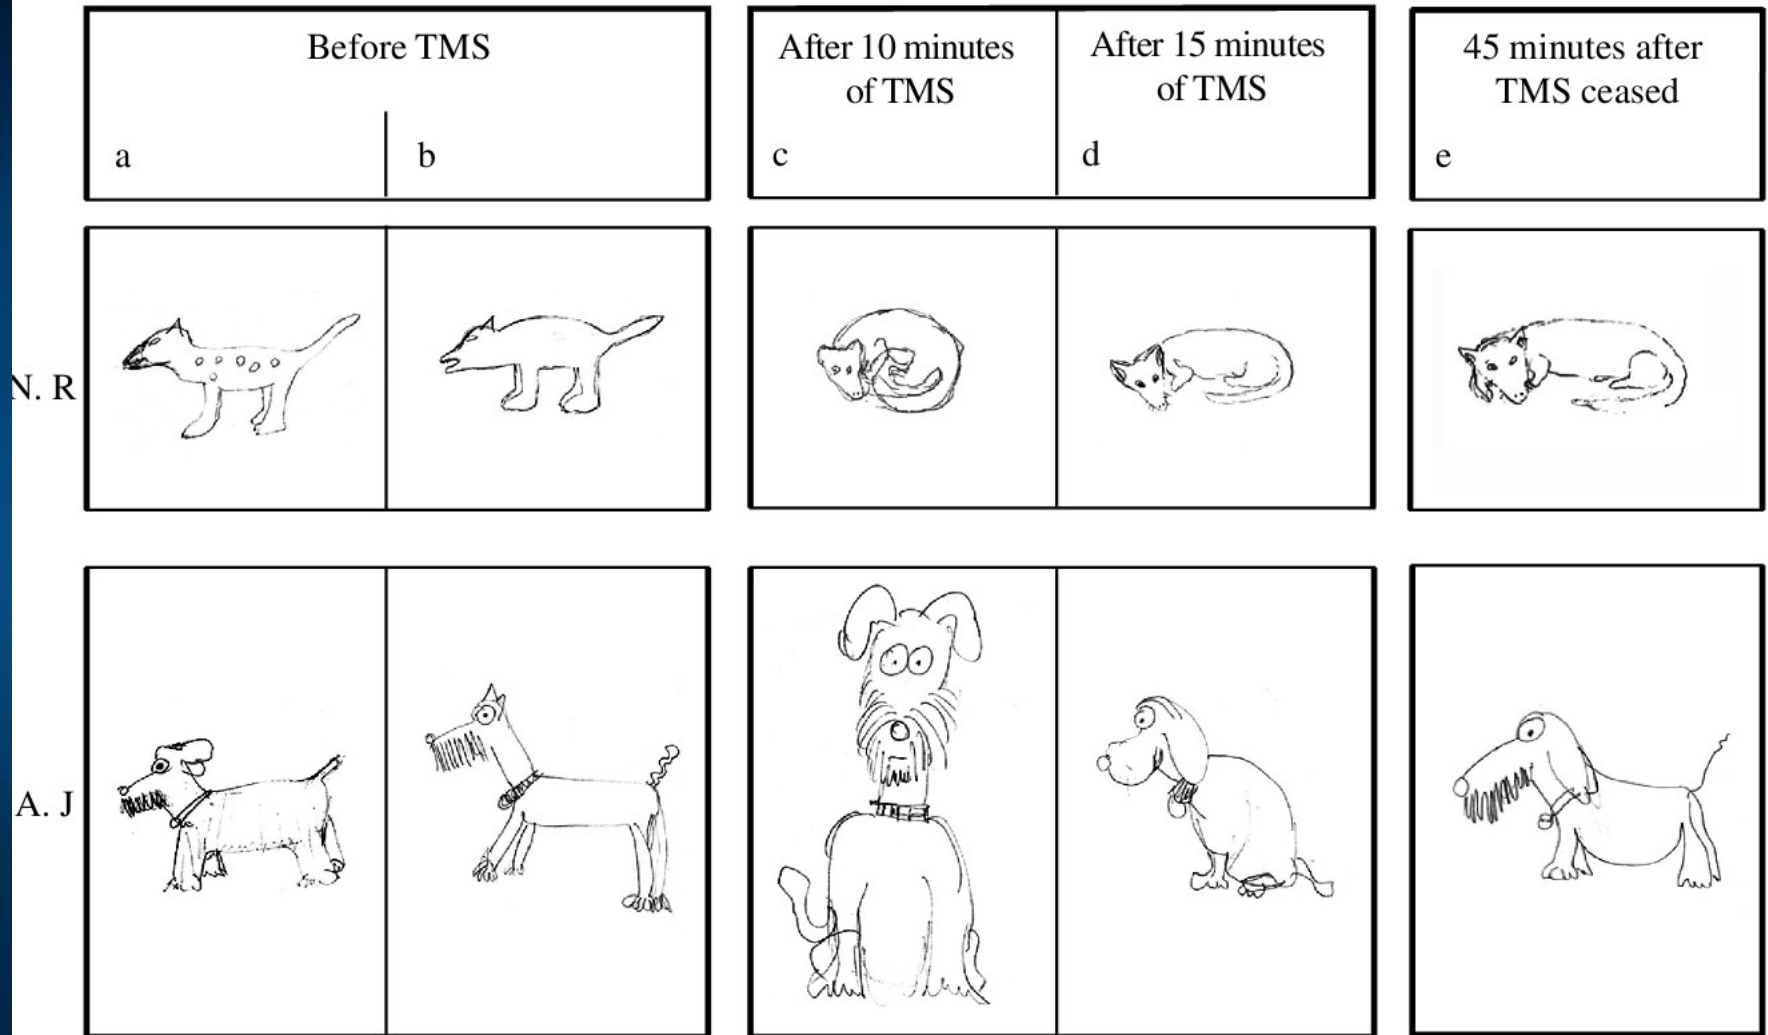 Before TMS
a
b
After 10 minutes
of TMS
c
After 15 minutes
of TMS
d
45 minutes after
TMS ceased
e
N. R
A. J